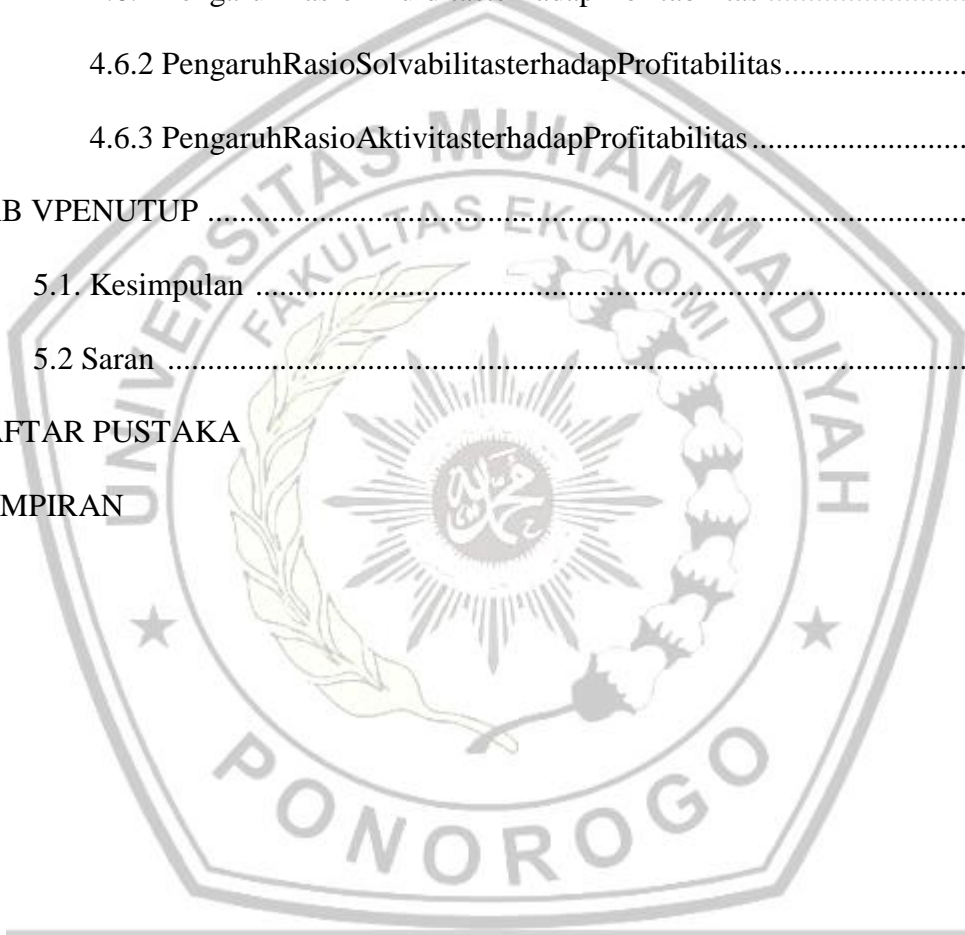 4.6.2 PengaruhRasioSolvabilitasterhadapProfitabilitas.......................
4.6.3 PengaruhRasioAktivitasterhadapProfitabilitas...........................
B VPENUTUP ................................................................................................
5.1. Kesimpulan ..........................................................................................
5.2 Saran .....................................................................................................
AFTAR PUSTAKA
MPIRAN
UNIVERSITAS MUHAMMADIYAH
FAKULTAS EKONOMI
PONOROGO